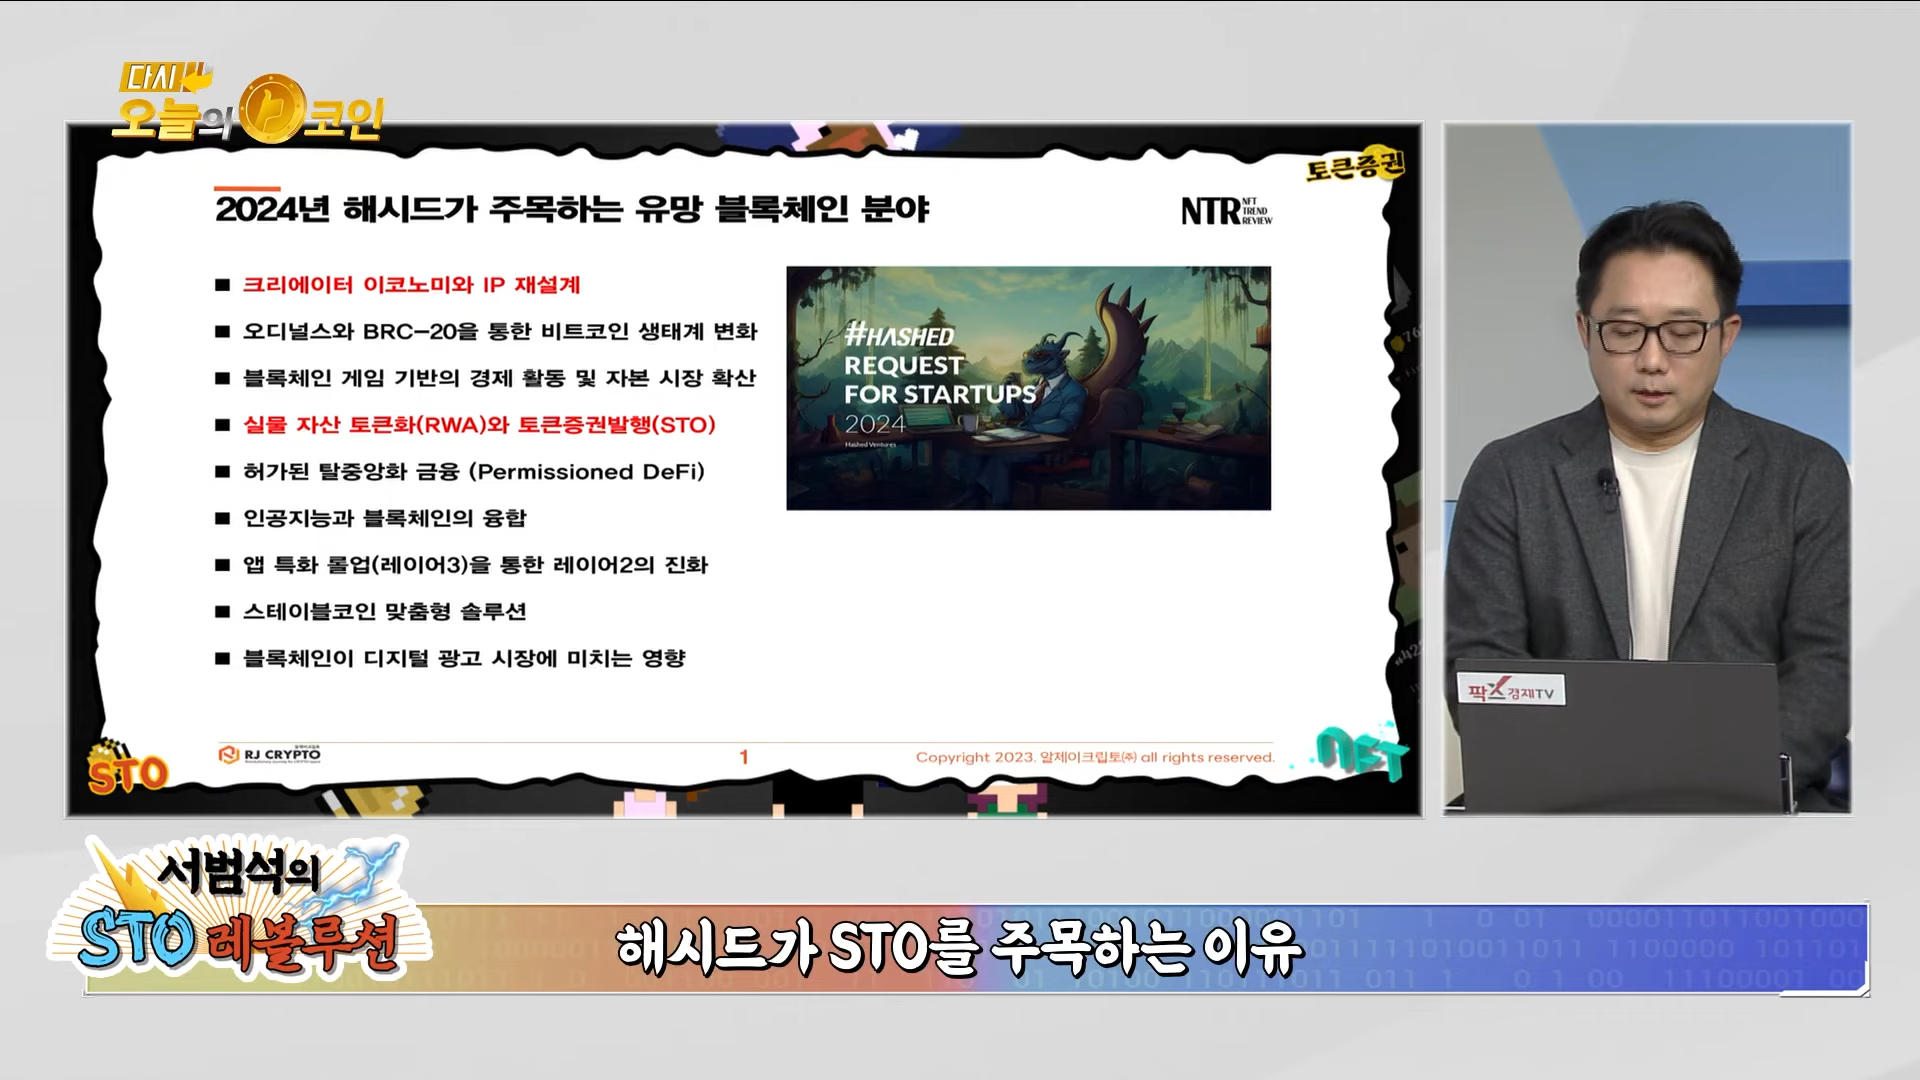 다시
오늘의 코인
토큰증권
2024년 해시드가 주목하는 유망 블록체인 분야
NTR NFT TREND REVIEW
■ 크리에이터 이코노미와 IP 재설계
■ 오디널스와 BRC-20을 통한 비트코인 생태계 변화
■ 블록체인 게임 기반의 경제 활동 및 자본 시장 확산
■ 실물 자산 토큰화(RWA)와 토큰증권발행(STO)
■ 허가된 탈중앙화 금융 (Permissioned DeFi)
■ 인공지능과 블록체인의 융합
■ 앱 특화 롤업(레이어3)을 통한 레이어2의 진화
■ 스테이블코인 맞춤형 솔루션
■ 블록체인이 디지털 광고 시장에 미치는 영향
#HASHED
REQUEST
FOR STARTUPS
2024
Hashed Ventures
RJ CRYPTO
1
Copyright 2023. 알제이크립토㈜ all rights reserved.
STO
NFT
팍스경제TV
서범석의
STO 레볼루션
해시드가 STO를 주목하는 이유